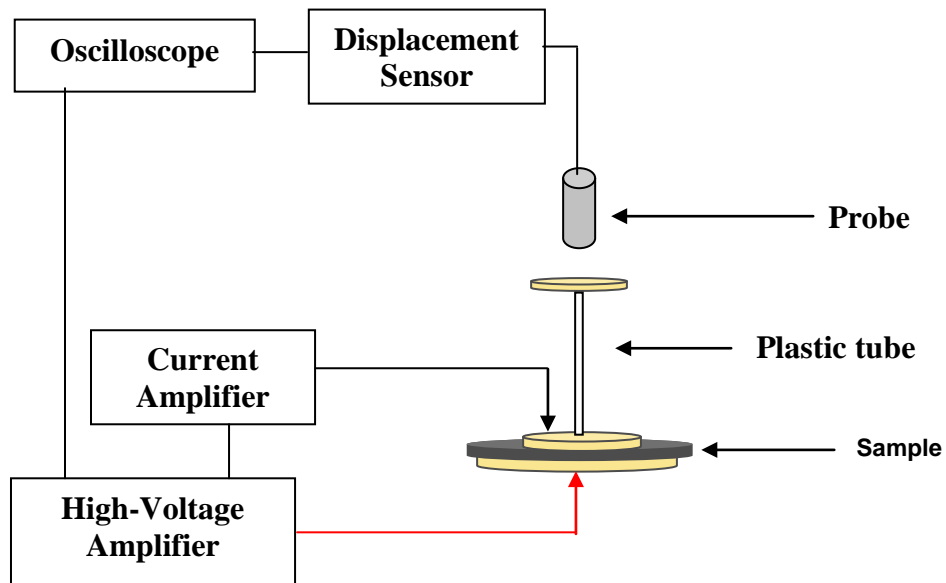 Oscilloscope
Displacement
Sensor
Probe
Plastic tube
Current
Amplifier
Sample
High-Voltage
Amplifier